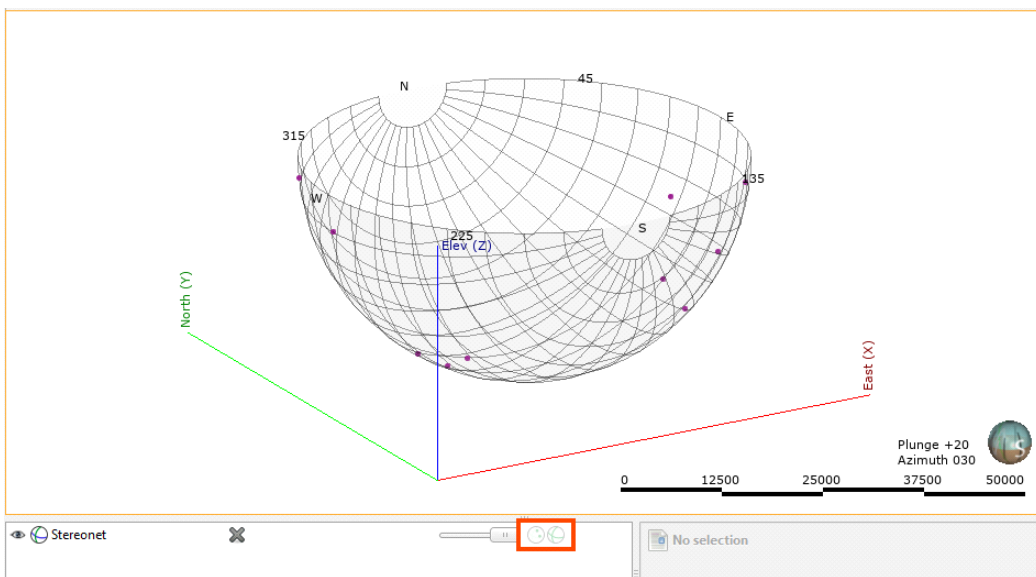 N
45
E
315
135
W
S
225
Elev (Z)
North (Y)
East (X)
Plunge +20
Azimuth 030
S
0 12500 25000 37500 50000
Stereonet
No selection